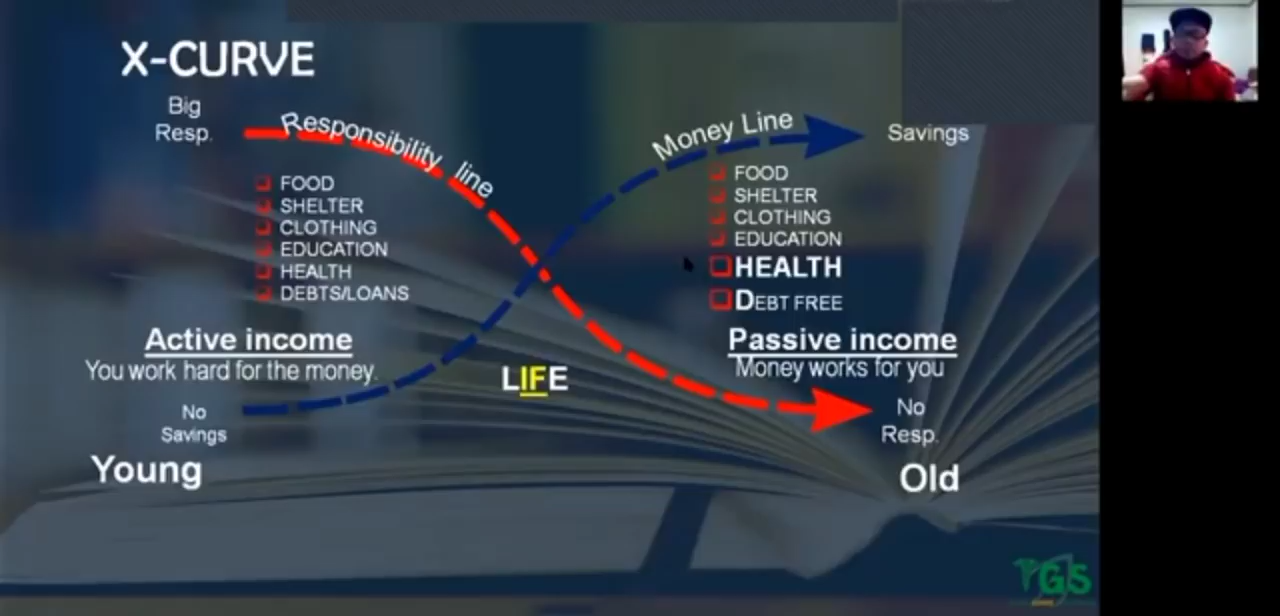 X-CURVE
Big
Resp.
Responsibility line
FOOD
SHELTER
CLOTHING
EDUCATION
HEALTH
DEBTS/LOANS
Active income
You work hard for the money.
No
Savings
Young
LIFE
Money Line
Savings
FOOD
SHELTER
CLOTHING
EDUCATION
HEALTH
DEBT FREE
Passive income
Money works for you
No
Resp.
Old